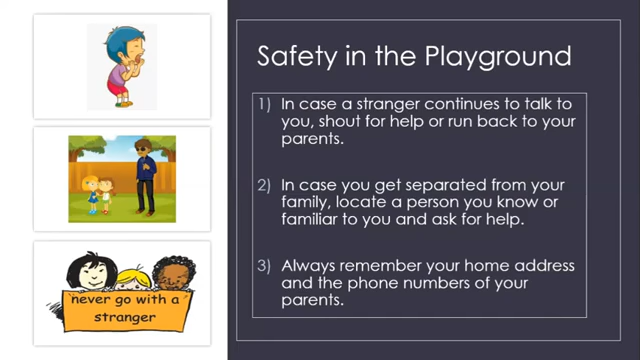 Safety in the Playground
1) In case a stranger continues to talk to
you, shout for help or run back to your
parents.
2) In case you get separated from your
family, locate a person you know or
familiar to you and ask for help.
3) Always remember your home address
and the phone numbers of your
parents.
"never go with a
stranger